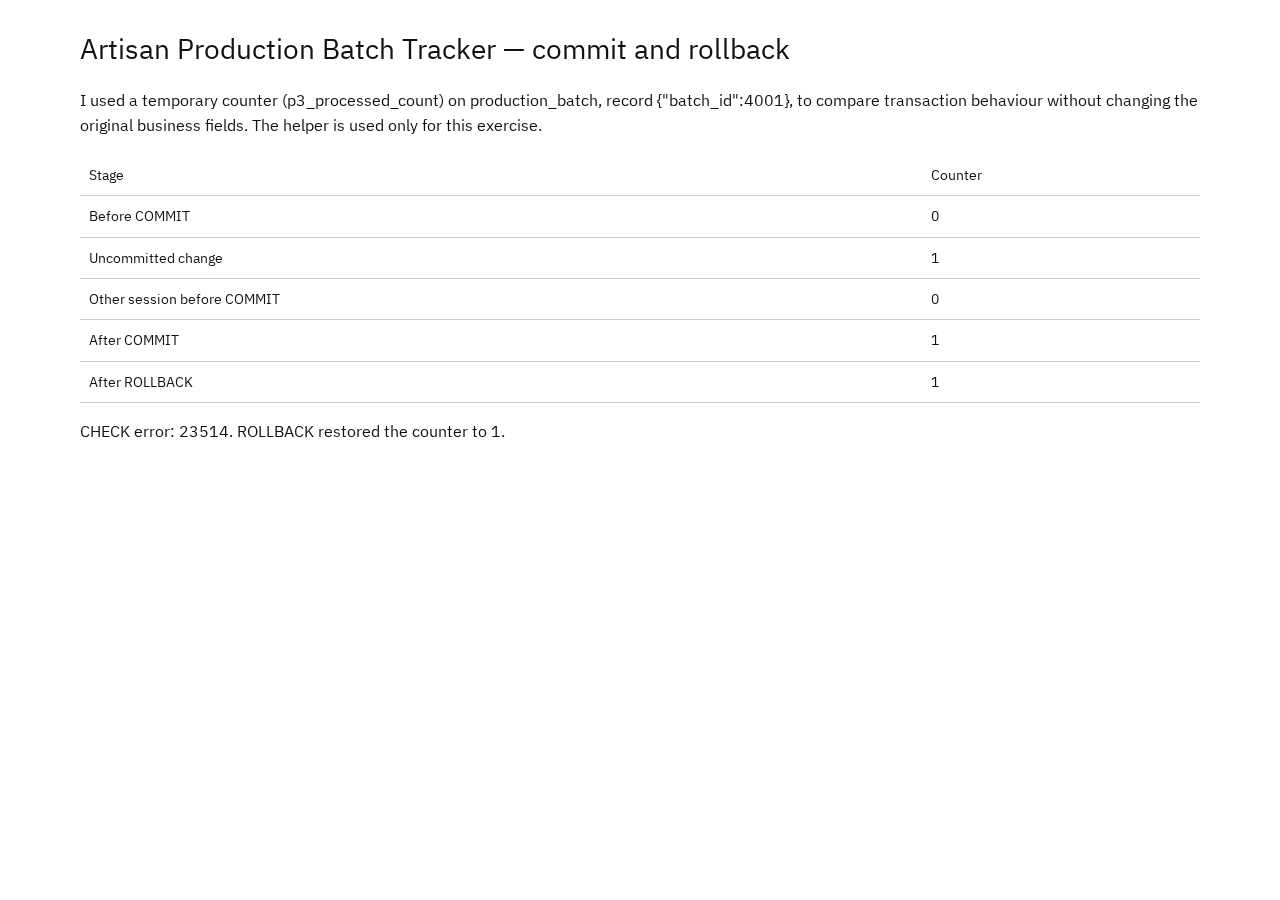 Artisan Production Batch Tracker — commit and rollback
I used a temporary counter (p3_processed_count) on production_batch, record {"batch_id":4001}, to compare transaction behaviour without changing the
original business fields. The helper is used only for this exercise.
Stage Counter
Before COMMIT 0
Uncommitted change 1
Other session before COMMIT 0
After COMMIT 1
After ROLLBACK 1
CHECK error: 23514. ROLLBACK restored the counter to 1.